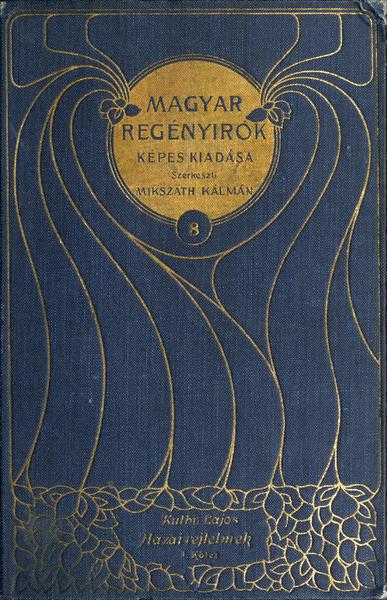 MAGYAR
REGÉNYIRÓK
KÉPES KIADÁSA
Szerkeszti
MIKSZÁTH KÁLMÁN
8
Kuthy Lajos
Hazai rejtelmek
I. Kötet